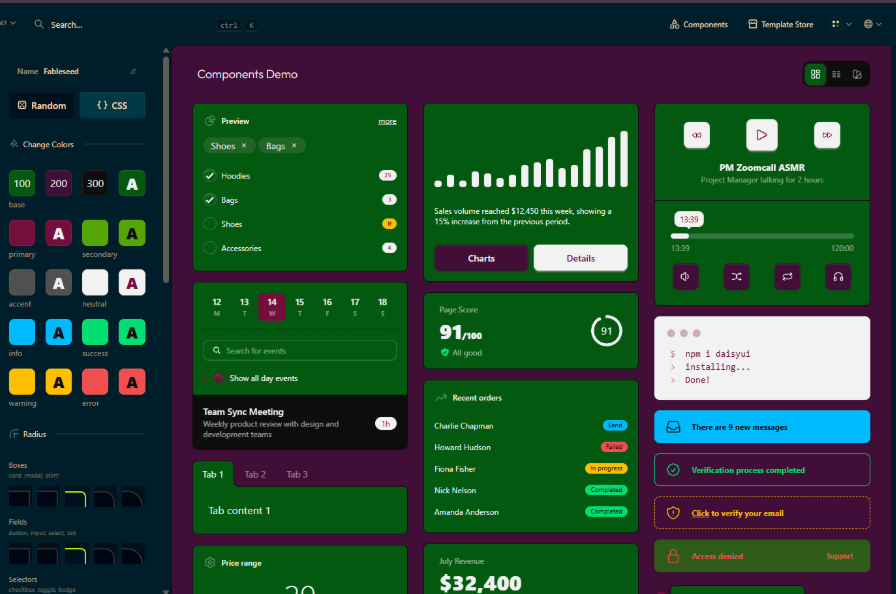 47
Search...
ctrl K
Components
Template Store
Name Fableseed
Random
{ } CSS
Change Colors
100 200 300 A
base
A A
primary secondary
A A
accent neutral
A A
info success
A A
warning error
Radius
Boxes
card, modal, alert
Fields
button, input, select, tab
Selectors
checkbox, toggle, badge
Components Demo
Preview more
Shoes × Bags ×
Hoodies 25
Bags 3
Shoes 0
Accessories 4
12 13 14 15 16 17 18
M T W T F S S
Search for events
Show all day events
Team Sync Meeting
Weekly product review with design and
development teams
1h
Tab 1 Tab 2 Tab 3
Tab content 1
Price range
Sales volume reached $12,450 this week, showing a
15% increase from the previous period.
Charts Details
Page Score
91/100
All good
91
Recent orders
Charlie Chapman Send
Howard Hudson Failed
Fiona Fisher In progress
Nick Nelson Completed
Amanda Anderson Completed
July Revenue
$32,400
PM Zoomcall ASMR
Project Manager talking for 2 hours
13:39
13:39 120:00
$ npm i daisyui
> installing...
> Done!
There are 9 new messages
Verification process completed
Click to verify your email
Access denied Support